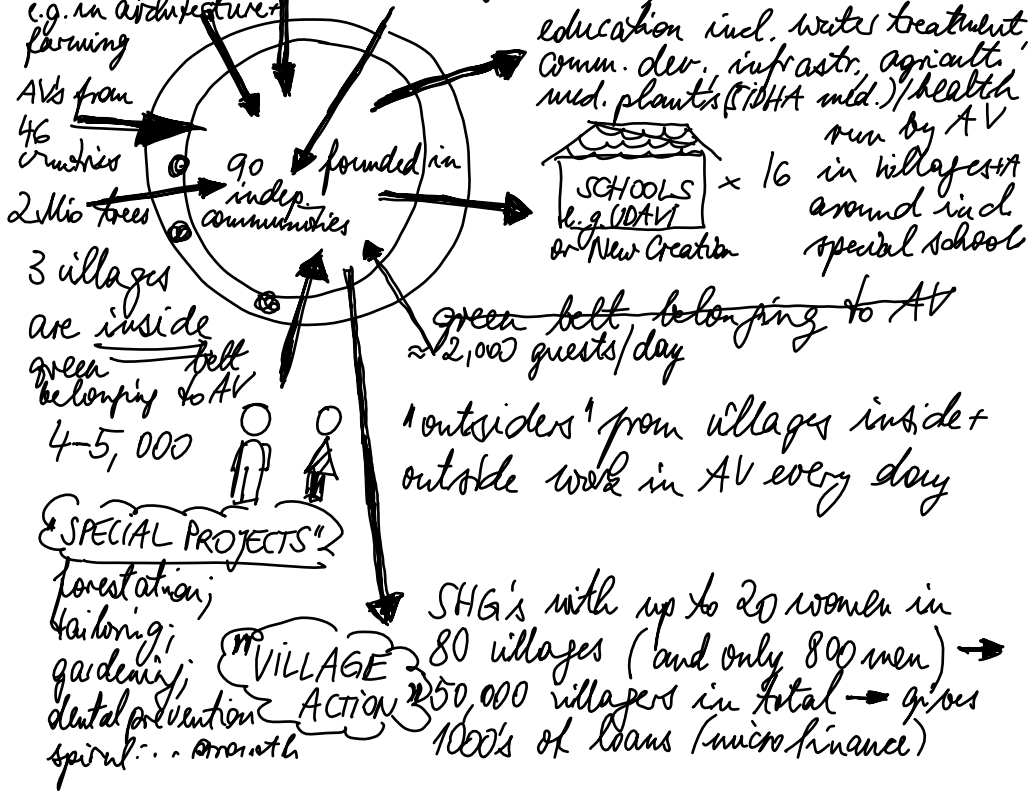 e.g. in architecture+
farming
AV's from
46
countries
2 Mio trees
3 villages
are inside
green belt
belonging to AV
4-5,000
90 founded in
indep.
communities
education incl. water treatment,
comm. dev. infrastr. agricult.
med. plants (SIDHA med.)/health
run by AV
in villages+A
around incl
special school
SCHOOLS
e.g. UDAVI
x 16
or New Creation
green belt belonging to AV
≈ 2,000 guests/day
"outsiders" from villages inside+
outside work in AV every day
"SPECIAL PROJECTS"
forestation;
tailoring;
gardening;
dental prevention
"VILLAGE
ACTION"
SHG's with up to 20 women in
80 villages (and only 800 men) →
250,000 villagers in total → gives
1000's of loans (microfinance)